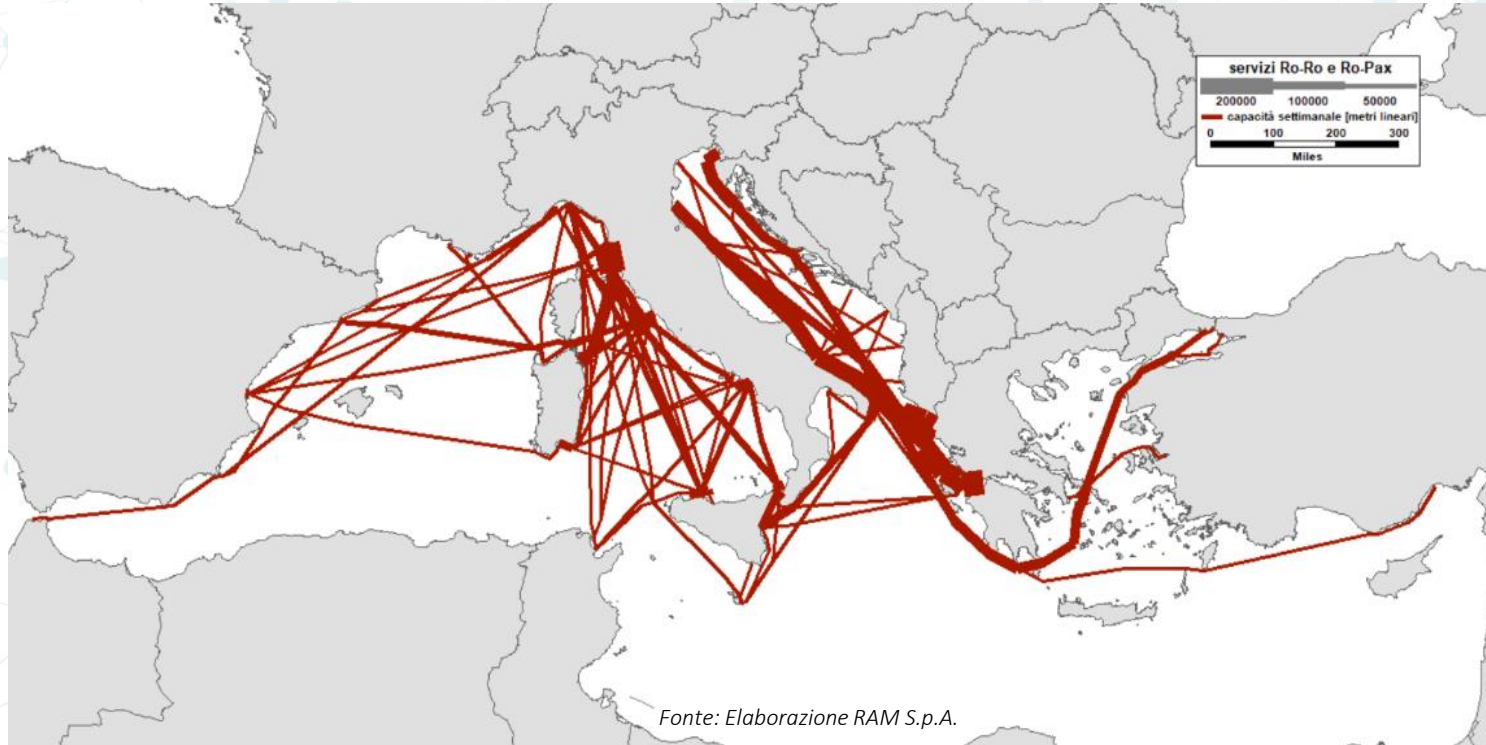 servizi Ro-Ro e Ro-Pax
200000 100000 50000
capacità settimanale [metri lineari]
0 100 200 300
Miles
Fonte: Elaborazione RAM S.p.A.